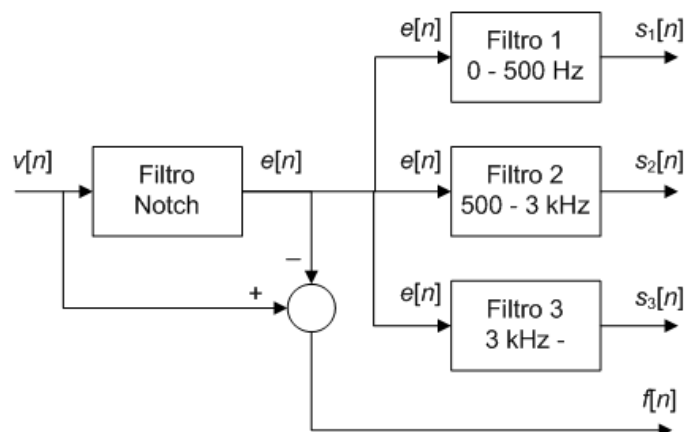 e[n]
Filtro 1
0 - 500 Hz
s1[n]
v[n]
Filtro
Notch
e[n]
e[n]
Filtro 2
500 - 3 kHz
s2[n]
–
+
e[n]
Filtro 3
3 kHz -
s3[n]
f[n]